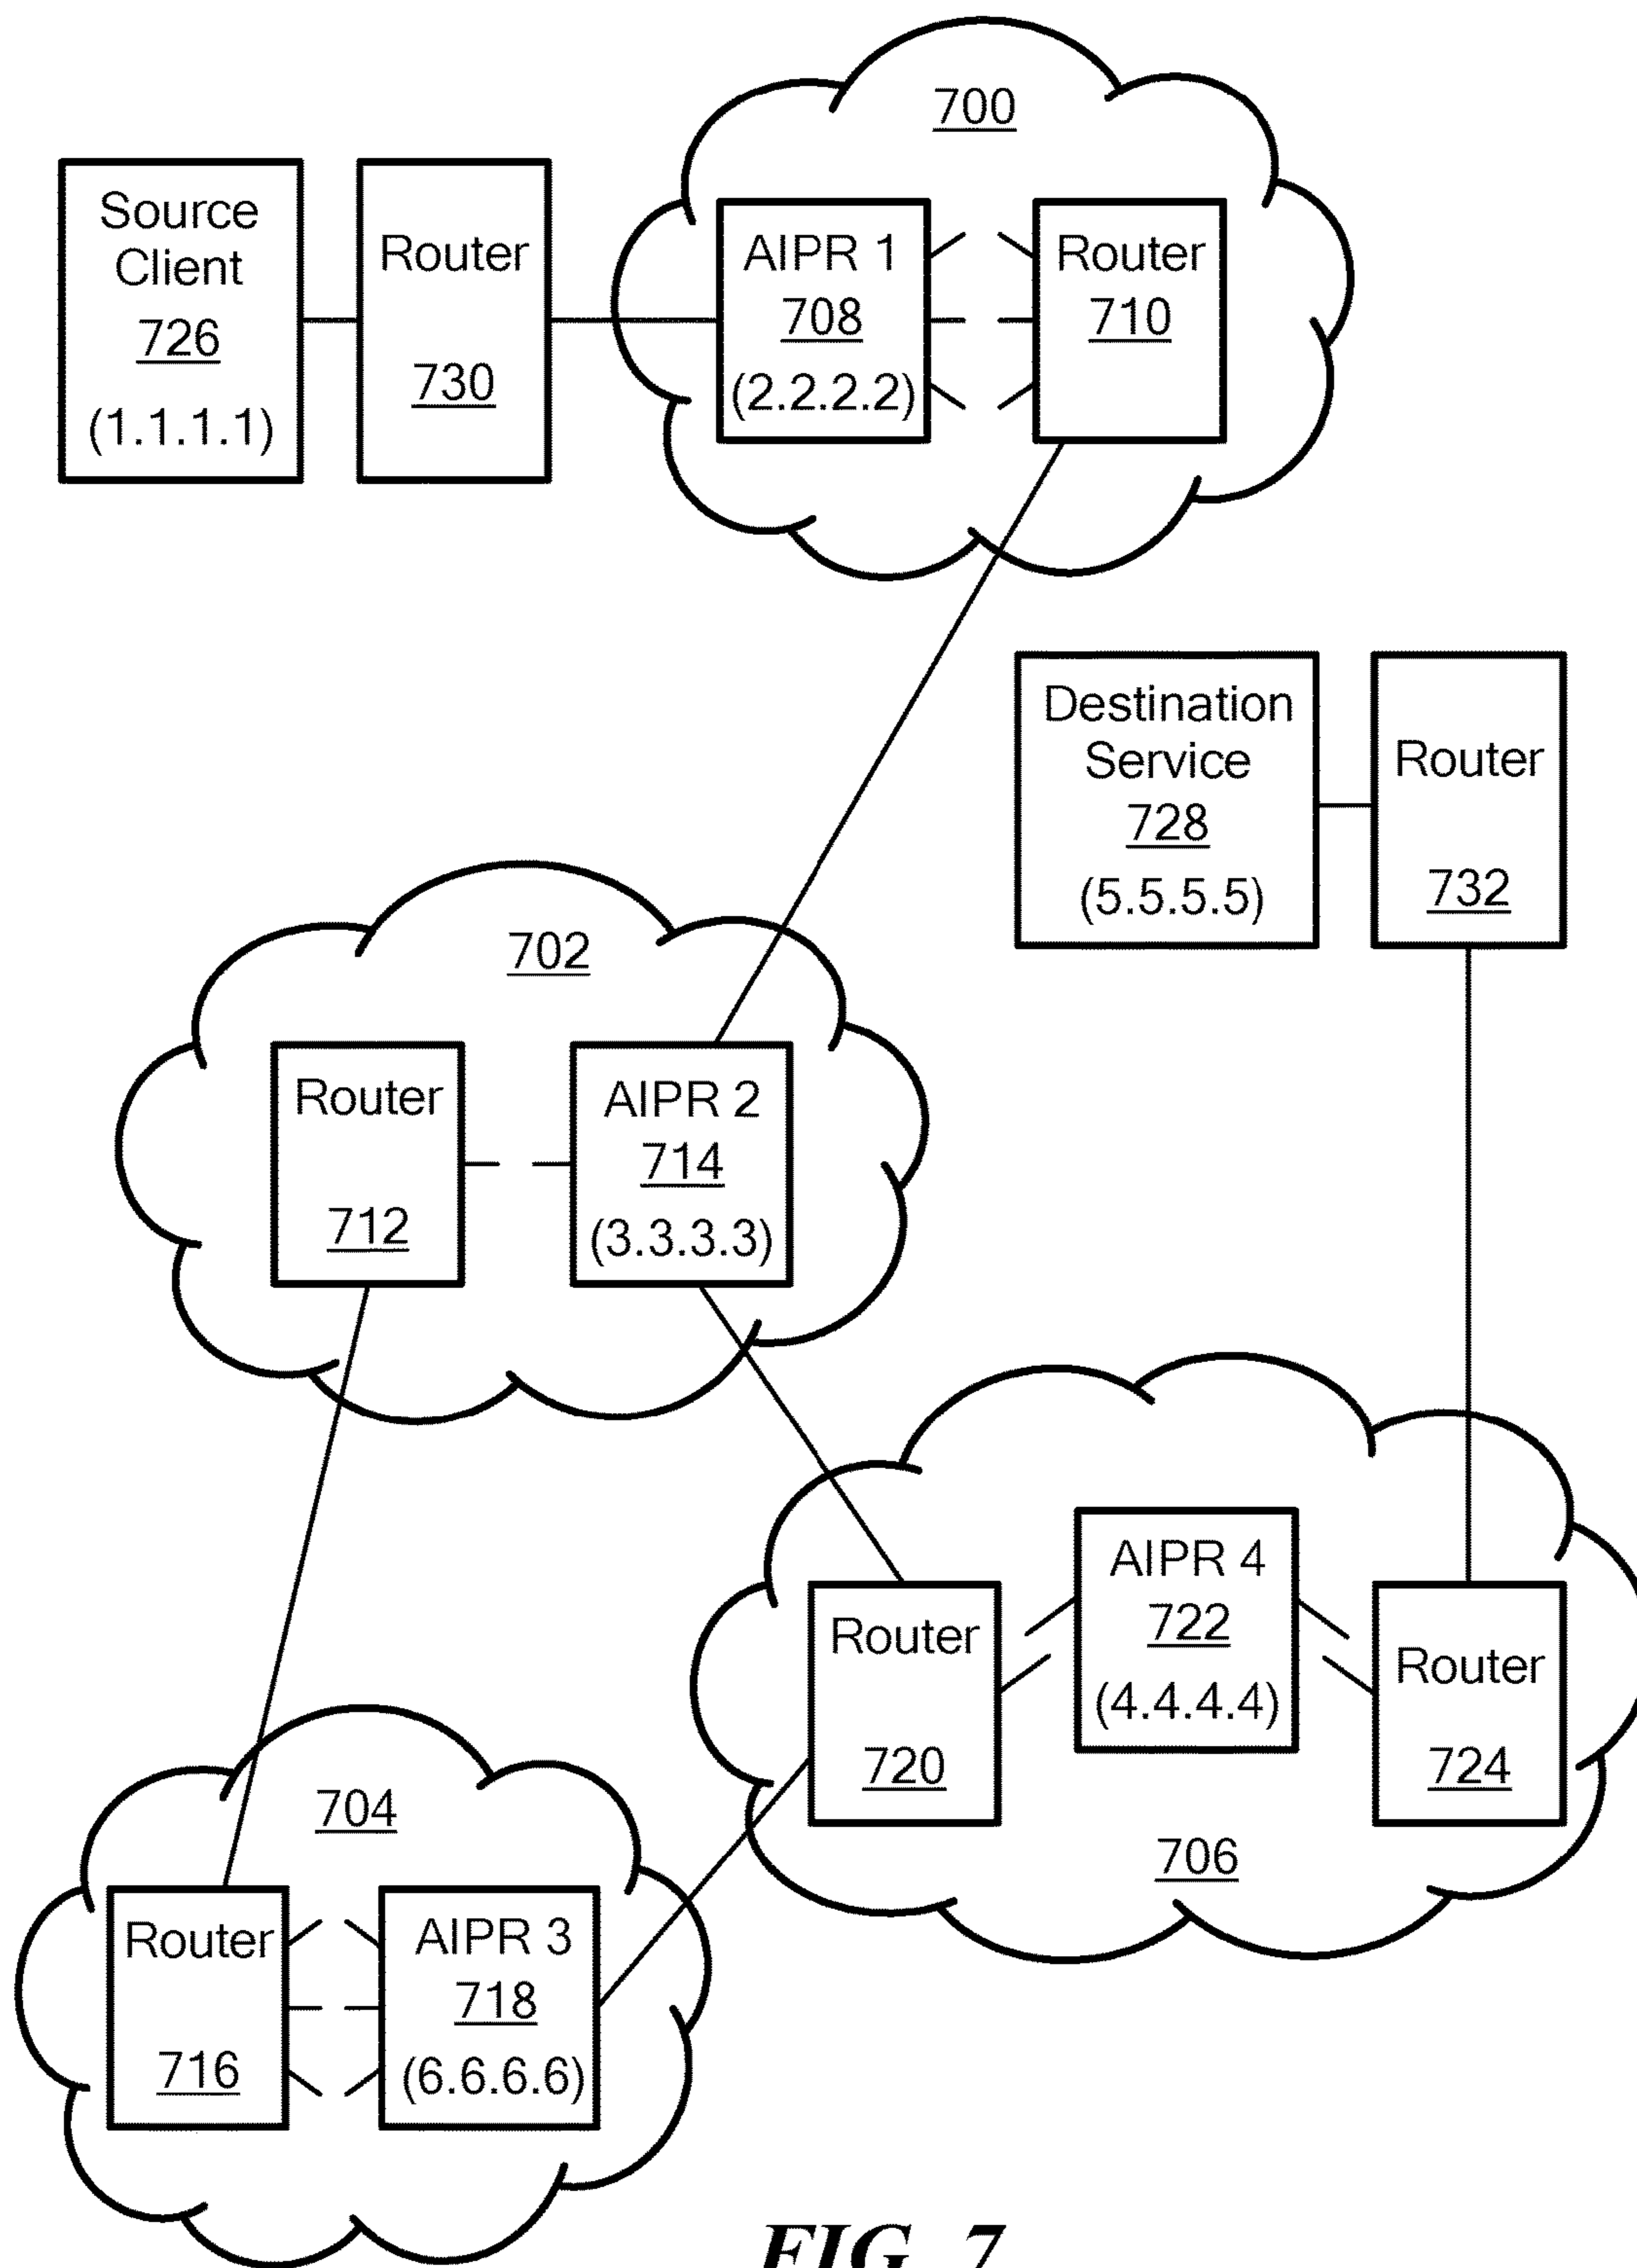 700
Source
Client
726
(1.1.1.1)
Router
730
AIPR 1
708
(2.2.2.2)
Router
710
Destination
Service
728
(5.5.5.5)
Router
732
702
Router
712
AIPR 2
714
(3.3.3.3)
Router
720
AIPR 4
722
(4.4.4.4)
Router
724
706
704
Router
716
AIPR 3
718
(6.6.6.6)
FIG. 7